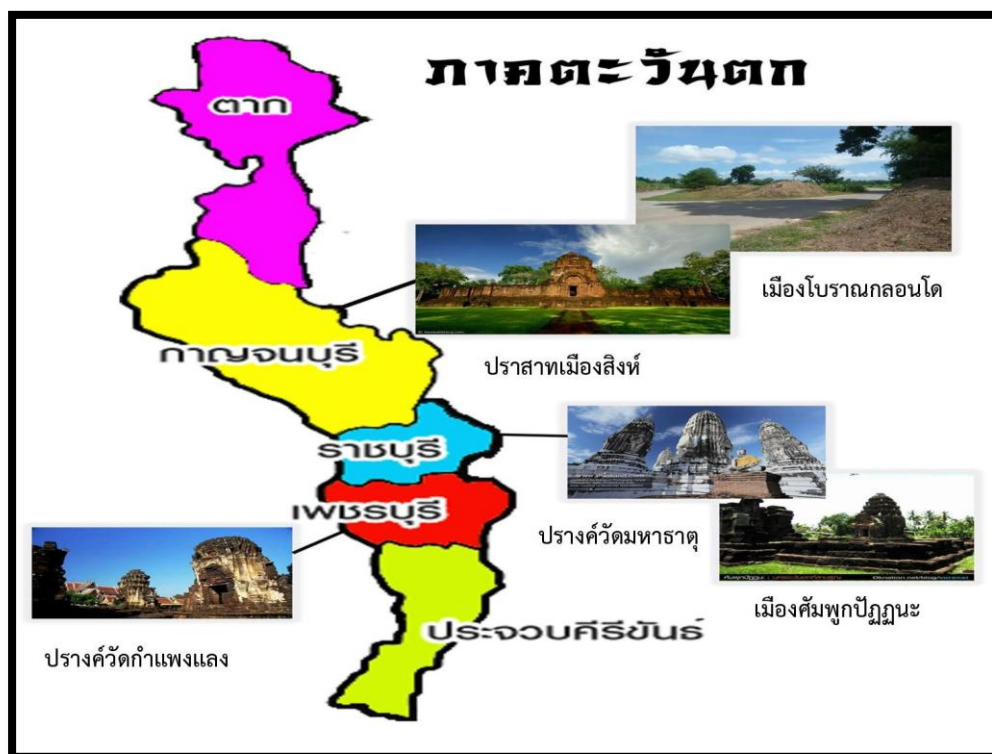 ภาคตะวันตก
ตาก
เมืองโบราณกลอนโด
กาญจนบุรี
ปราสาทเมืองสิงห์
ราชบุรี
เพชรบุรี
ปรางค์วัดมหาธาตุ
เมืองศัมพูกปัฏฏนะ
ประจวบคีรีขันธ์
ปรางค์วัดกำแพงแลง